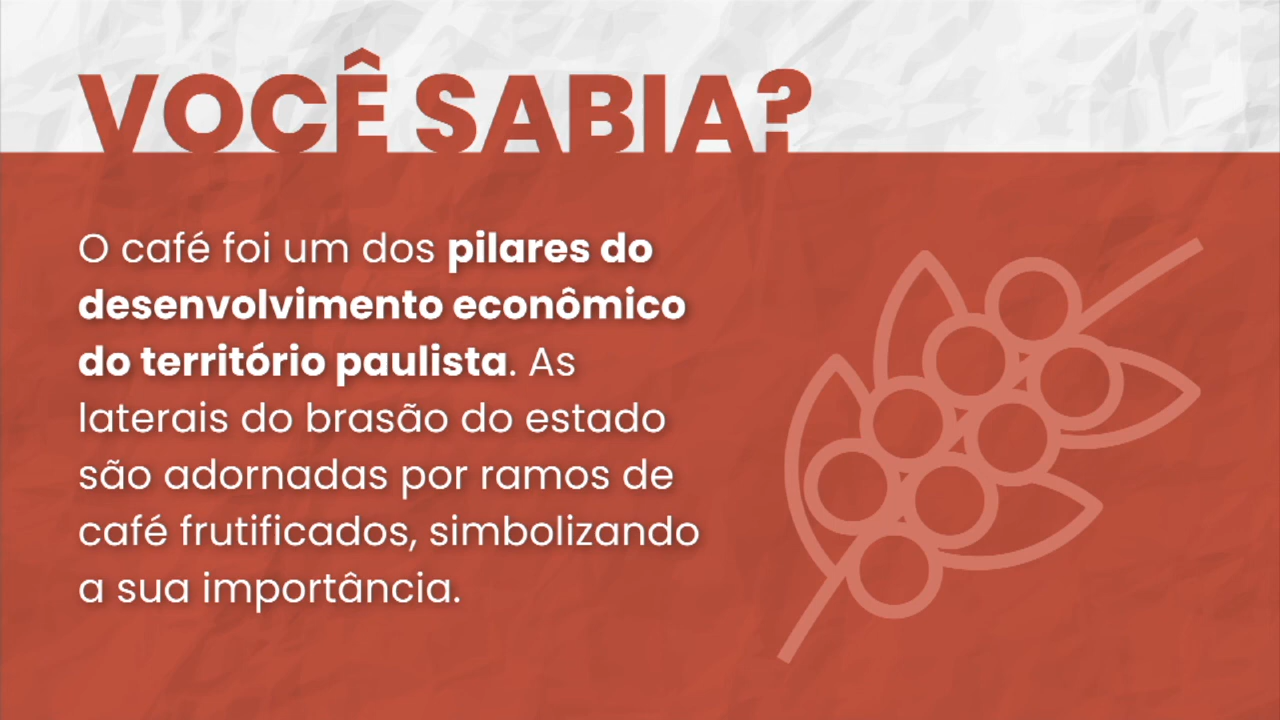 VOCÊ SABIA?
O café foi um dos pilares do
desenvolvimento econômico
do território paulista. As
laterais do brasão do estado
são adornadas por ramos de
café frutificados, simbolizando
a sua importância.